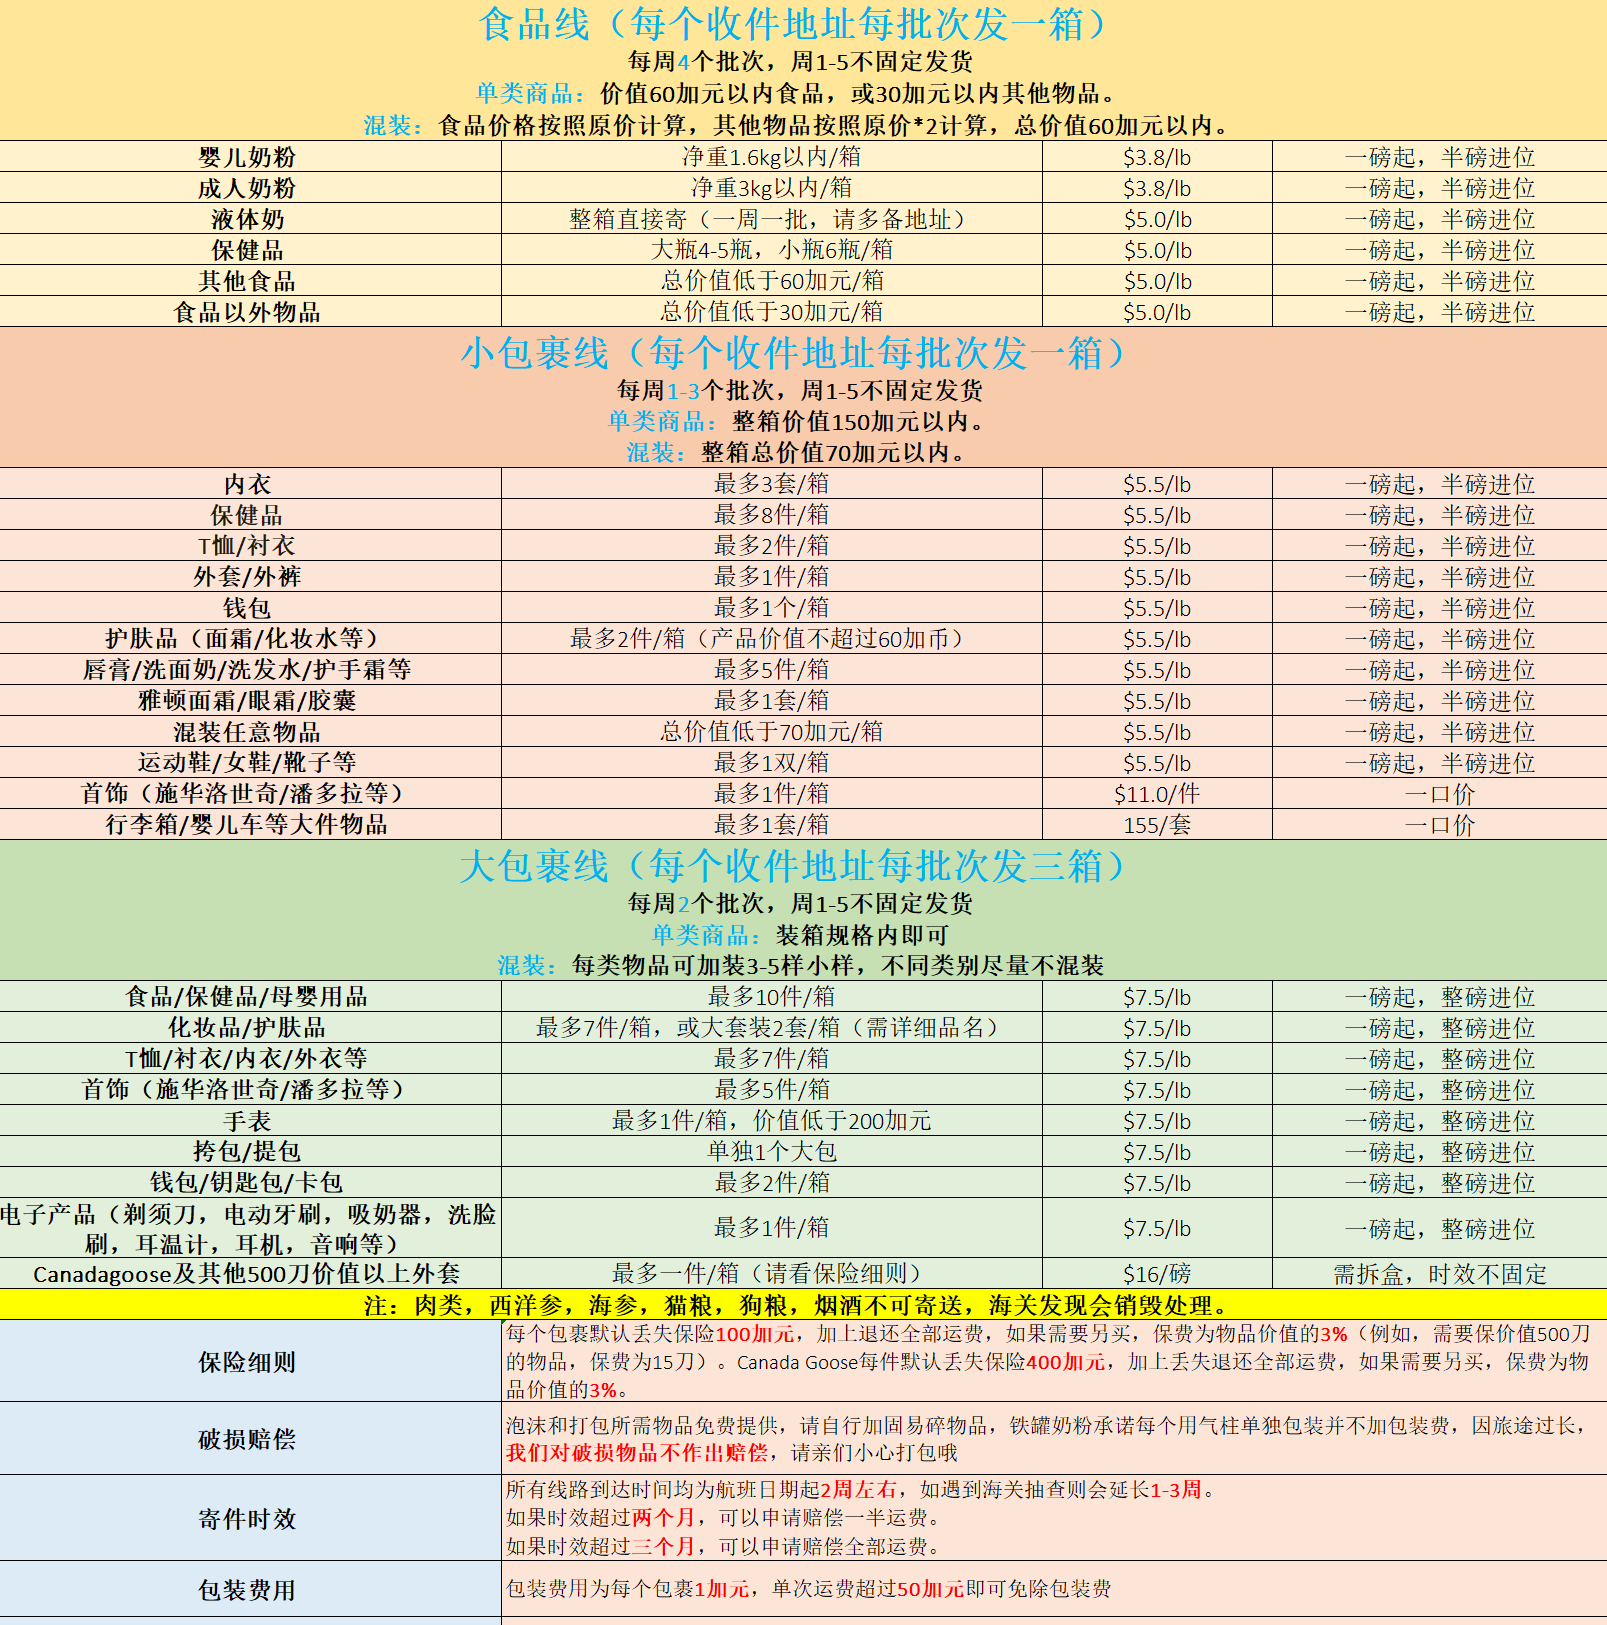 食品线（每个收件地址每批次发一箱）
每周4个批次，周1-5不固定发货
单类商品：价值60加元以内食品，或30加元以内其他物品。
混装：食品价格按照原价计算，其他物品按照原价*2计算，总价值60加元以内。
婴儿奶粉 净重1.6kg以内/箱 $3.8/lb 一磅起，半磅进位
成人奶粉 净重3kg以内/箱 $3.8/lb 一磅起，半磅进位
液体奶 整箱直接寄（一周一批，请多备地址） $5.0/lb 一磅起，半磅进位
保健品 大瓶4-5瓶，小瓶6瓶/箱 $5.0/lb 一磅起，半磅进位
其他食品 总价值低于60加元/箱 $5.0/lb 一磅起，半磅进位
食品以外物品 总价值低于30加元/箱 $5.0/lb 一磅起，半磅进位
小包裹线（每个收件地址每批次发一箱）
每周1-3个批次，周1-5不固定发货
单类商品：整箱价值150加元以内。
混装：整箱总价值70加元以内。
内衣 最多3套/箱 $5.5/lb 一磅起，半磅进位
保健品 最多8件/箱 $5.5/lb 一磅起，半磅进位
T恤/衬衣 最多2件/箱 $5.5/lb 一磅起，半磅进位
外套/外裤 最多1件/箱 $5.5/lb 一磅起，半磅进位
钱包 最多1个/箱 $5.5/lb 一磅起，半磅进位
护肤品（面霜/化妆水等） 最多2件/箱（产品价值不超过60加币） $5.5/lb 一磅起，半磅进位
唇膏/洗面奶/洗发水/护手霜等 最多5件/箱 $5.5/lb 一磅起，半磅进位
雅顿面霜/眼霜/胶囊 最多1套/箱 $5.5/lb 一磅起，半磅进位
混装任意物品 总价值低于70加元/箱 $5.5/lb 一磅起，半磅进位
运动鞋/女鞋/靴子等 最多1双/箱 $5.5/lb 一磅起，半磅进位
首饰（施华洛世奇/潘多拉等） 最多1件/箱 $11.0/件 一口价
行李箱/婴儿车等大件物品 最多1套/箱 155/套 一口价
大包裹线（每个收件地址每批次发三箱）
每周2个批次，周1-5不固定发货
单类商品：装箱规格内即可
混装：每类物品可加装3-5样小样，不同类别尽量不混装
食品/保健品/母婴用品 最多10件/箱 $7.5/lb 一磅起，整磅进位
化妆品/护肤品 最多7件/箱，或大套装2套/箱（需详细品名） $7.5/lb 一磅起，整磅进位
T恤/衬衣/内衣/外衣等 最多7件/箱 $7.5/lb 一磅起，整磅进位
首饰（施华洛世奇/潘多拉等） 最多5件/箱 $7.5/lb 一磅起，整磅进位
手表 最多1件/箱，价值低于200加元 $7.5/lb 一磅起，整磅进位
挎包/提包 单独1个大包 $7.5/lb 一磅起，整磅进位
钱包/钥匙包/卡包 最多2件/箱 $7.5/lb 一磅起，整磅进位
电子产品（剃须刀，电动牙刷，吸奶器，洗脸
刷，耳温计，耳机，音响等） 最多1件/箱 $7.5/lb 一磅起，整磅进位
Canadagoose及其他500刀价值以上外套 最多一件/箱（请看保险细则） $16/磅 需拆盒，时效不固定
注：肉类，西洋参，海参，猫粮，狗粮，烟酒不可寄送，海关发现会销毁处理。
保险细则
每个包裹默认丢失保险100加元，加上退还全部运费，如果需要另买，保费为物品价值的3%（例如，需要保价值500刀
的物品，保费为15刀）。Canada Goose每件默认丢失保险400加元，加上丢失退还全部运费，如果需要另买，保费为物
品价值的3%。
破损赔偿
泡沫和打包所需物品免费提供，请自行加固易碎物品，铁罐奶粉承诺每个用气柱单独包装并不加包装费，因旅途过长，
我们对破损物品不作出赔偿，请亲们小心打包哦
寄件时效
所有线路到达时间均为航班日期起2周左右，如遇到海关抽查则会延长1-3周。
如果时效超过两个月，可以申请赔偿一半运费。
如果时效超过三个月，可以申请赔偿全部运费。
包装费用
包装费用为每个包裹1加元，单次运费超过50加元即可免除包装费